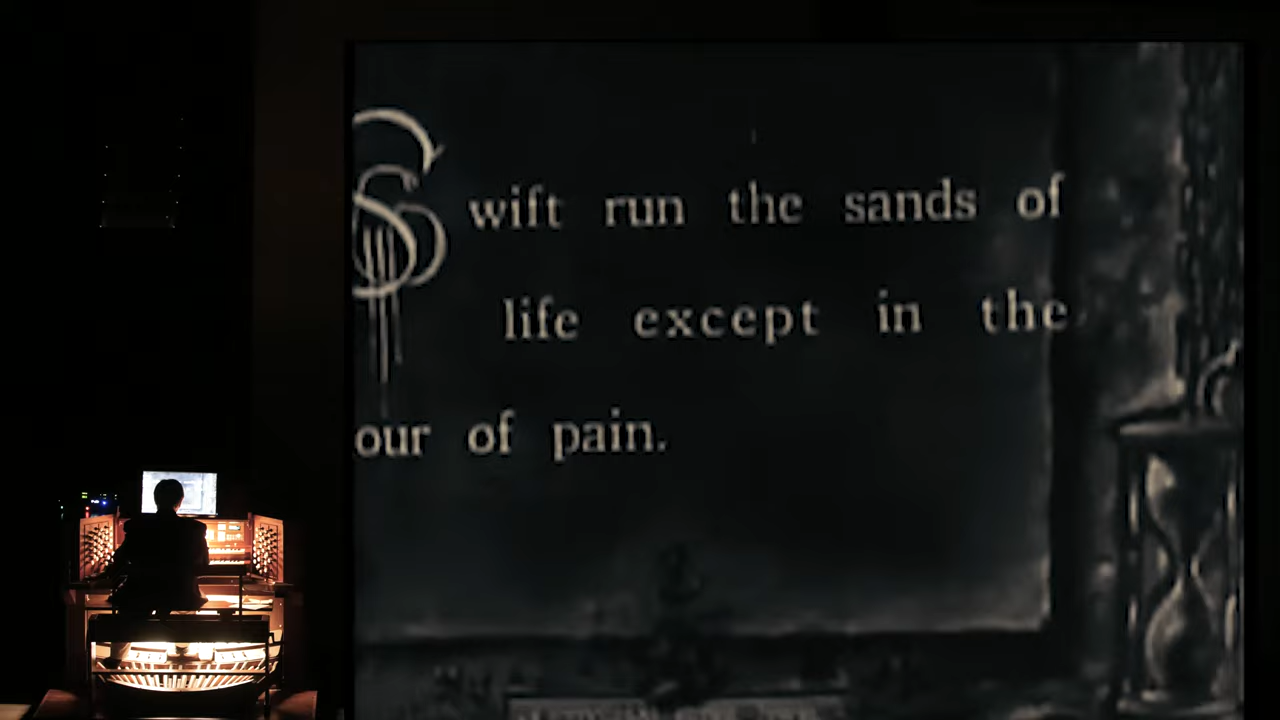 Swift run the sands of
life except in the
our of pain.